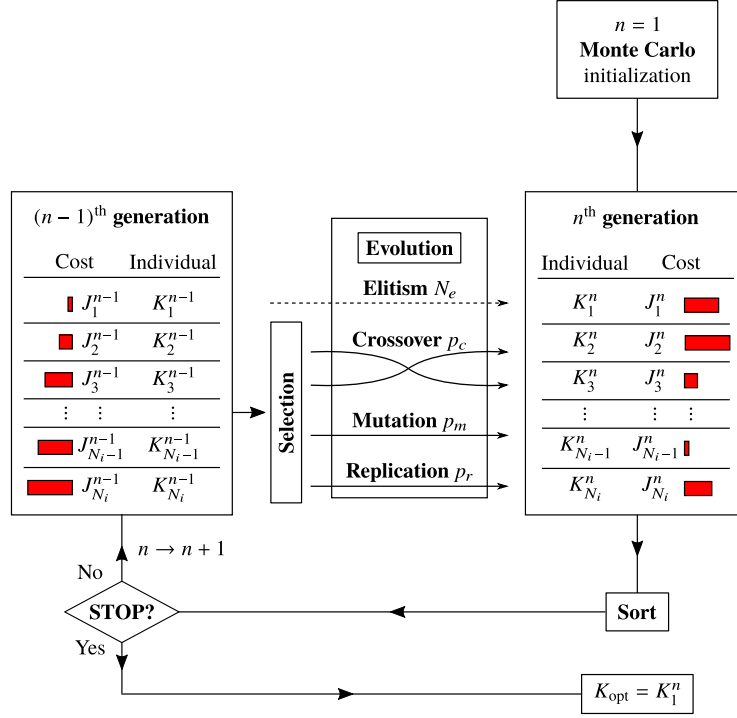 n = 1
Monte Carlo
initialization
(n − 1)th generation
Cost Individual
J_1^{n−1} K_1^{n−1}
J_2^{n−1} K_2^{n−1}
J_3^{n−1} K_3^{n−1}
⋮ ⋮ ⋮
J_{N_i−1}^{n−1} K_{N_i−1}^{n−1}
J_{N_i}^{n−1} K_{N_i}^{n−1}
Selection
Evolution
Elitism N_e
Crossover p_c
Mutation p_m
Replication p_r
nth generation
Individual Cost
K_1^n J_1^n
K_2^n J_2^n
K_3^n J_3^n
⋮ ⋮ ⋮
K_{N_i−1}^n J_{N_i−1}^n
K_{N_i}^n J_{N_i}^n
n → n + 1
No
STOP?
Yes
Sort
K_opt = K_1^n